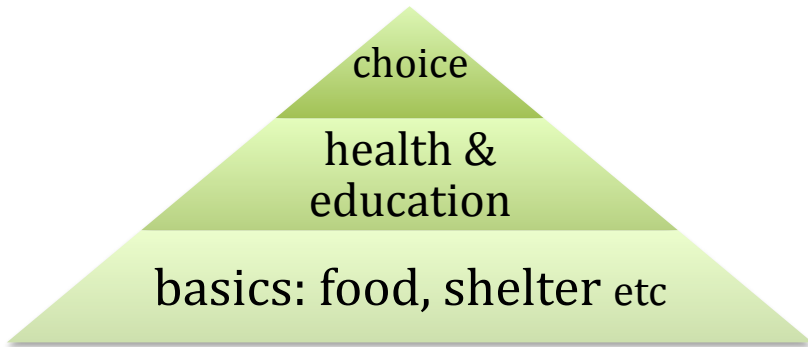 choice
health &
education
basics: food, shelter etc